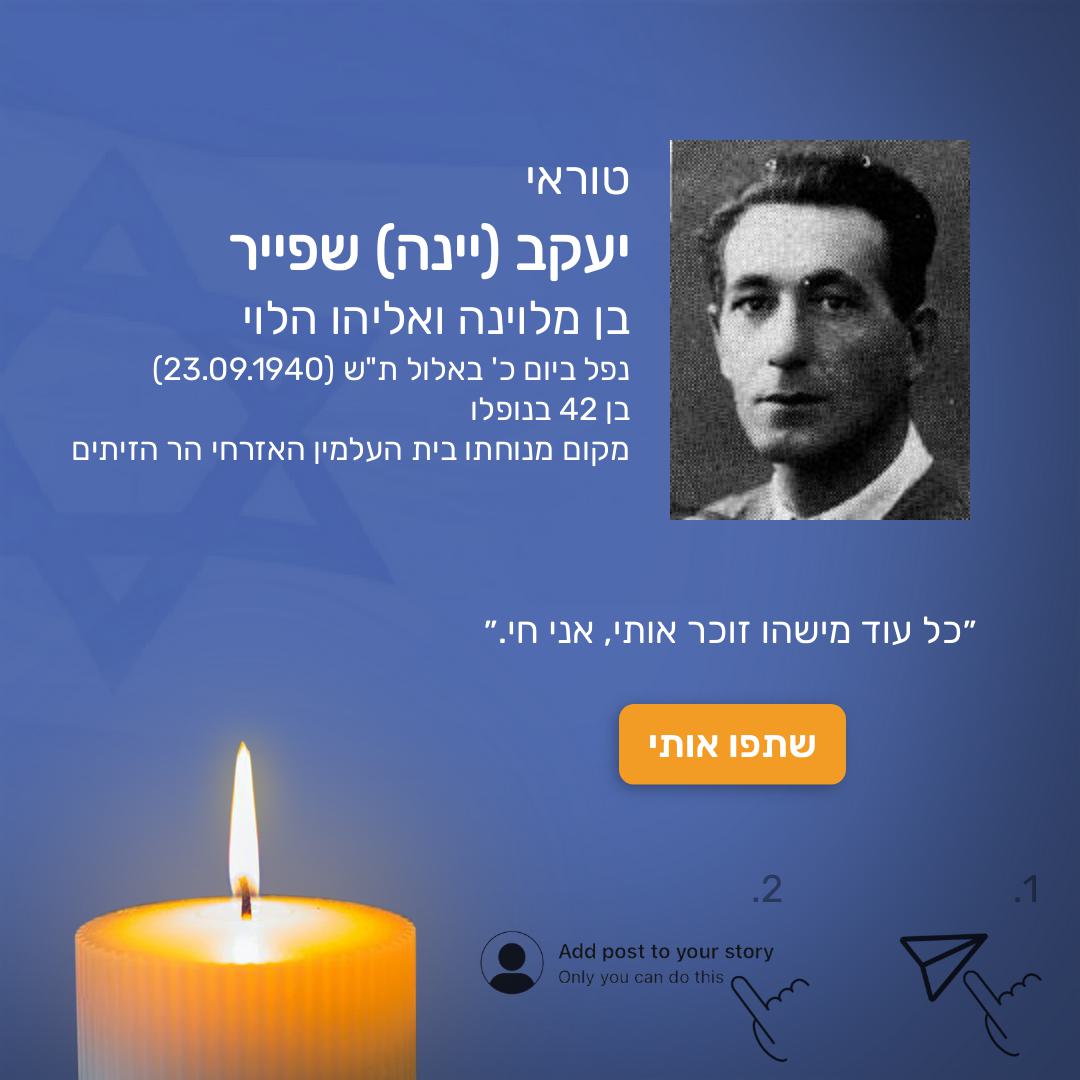 טוראי
יעקב (יינה) שפייר
בן מלוינה ואליהו הלוי
נפל ביום כ' באלול ת"ש (23.09.1940)
בן 42 בנופלו
מקום מנוחתו בית העלמין האזרחי הר הזיתים
״כל עוד מישהו זוכר אותי, אני חי.״
שתפו אותי
1.
2.
Add post to your story
Only you can do this